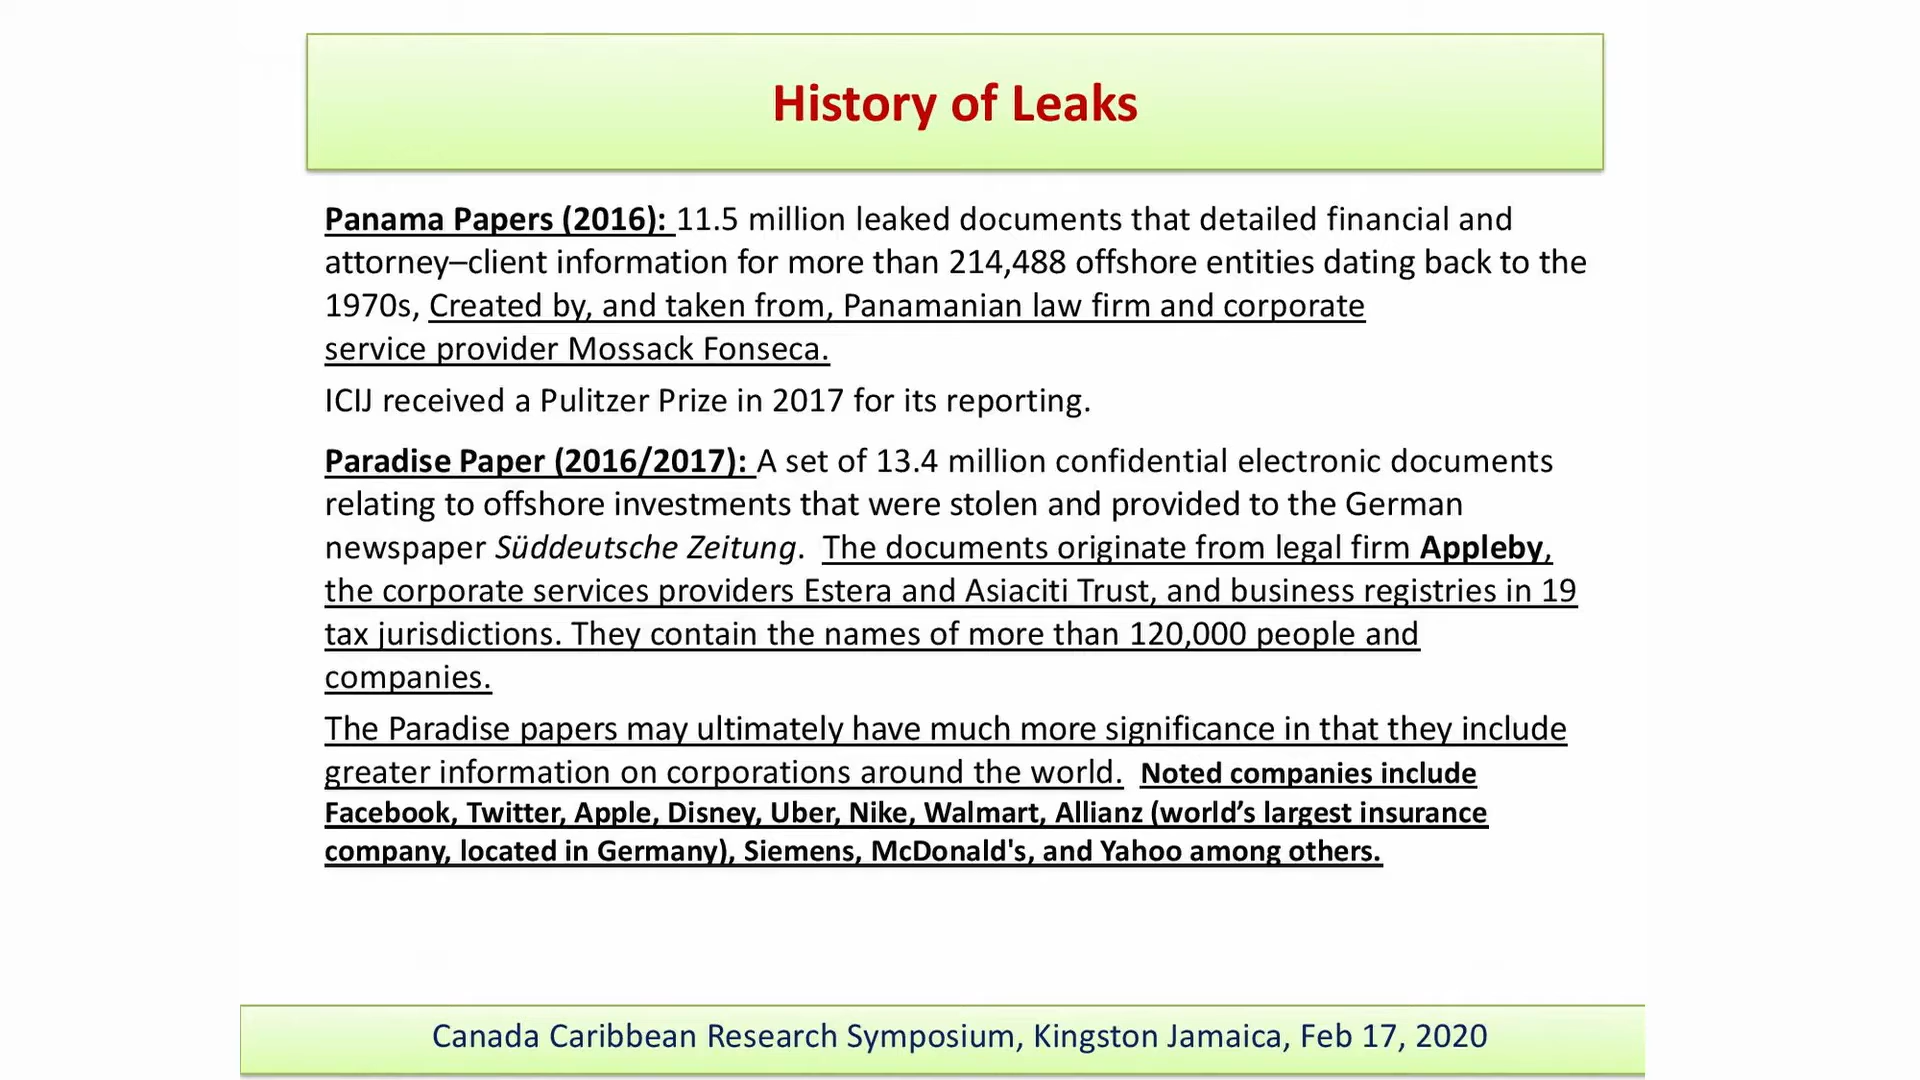 History of Leaks
Panama Papers (2016): 11.5 million leaked documents that detailed financial and
attorney–client information for more than 214,488 offshore entities dating back to the
1970s, Created by, and taken from, Panamanian law firm and corporate
service provider Mossack Fonseca.
ICIJ received a Pulitzer Prize in 2017 for its reporting.
Paradise Paper (2016/2017): A set of 13.4 million confidential electronic documents
relating to offshore investments that were stolen and provided to the German
newspaper Süddeutsche Zeitung. The documents originate from legal firm Appleby,
the corporate services providers Estera and Asiaciti Trust, and business registries in 19
tax jurisdictions. They contain the names of more than 120,000 people and
companies.
The Paradise papers may ultimately have much more significance in that they include
greater information on corporations around the world. Noted companies include
Facebook, Twitter, Apple, Disney, Uber, Nike, Walmart, Allianz (world’s largest insurance
company, located in Germany), Siemens, McDonald's, and Yahoo among others.
Canada Caribbean Research Symposium, Kingston Jamaica, Feb 17, 2020